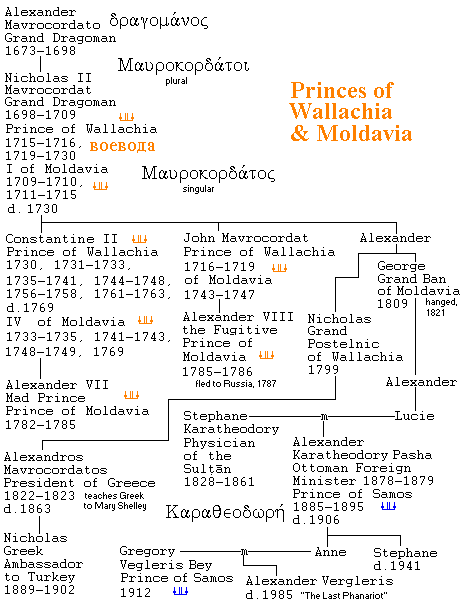 Alexander
Mavrocordato
Grand Dragoman
1673-1698
δραγομάνος
Μαυροκορδάτοι
plural
Princes of
Wallachia
& Moldavia
Nicholas II
Mavrocordat
Grand Dragoman
1698-1709
Prince of Wallachia
1715-1716,
1719-1730
воевода
I of Moldavia
1709-1710,
1711-1715
d. 1730
Μαυροκορδάτος
singular
Constantine II
Prince of Wallachia
1730, 1731-1733,
1735-1741, 1744-1748,
1756-1758, 1761-1763,
d.1769
IV of Moldavia
1733-1735, 1741-1743,
1748-1749, 1769
John Mavrocordat
Prince of Wallachia
1716-1719
of Moldavia
1743-1747
Alexander
George
Grand Ban
of Moldavia
1809
hanged,
1821
Alexander VIII
the Fugitive
Prince of
Moldavia
1785-1786
fled to Russia, 1787
Nicholas
Grand
Postelnic
of Wallachia
1799
Alexander VII
Mad Prince
Prince of Moldavia
1782-1785
Alexander
Stephane
Karatheodory
Physician
of the
Sultān
1828-1861
m
Lucie
Alexandros
Mavrocordatos
President of Greece
1822-1823
d.1863
teaches Greek
to Mary Shelley
Alexander
Karatheodory Pasha
Ottoman Foreign
Minister 1878-1879
Prince of Samos
1885-1895
d.1906
Καραθεοδωρή
Nicholas
Greek
Ambassador
to Turkey
1889-1902
Gregory
Vegleris Bey
Prince of Samos
1912
m
Anne
Stephane
d.1941
Alexander Vergleris
d.1985 "The Last Phanariot"